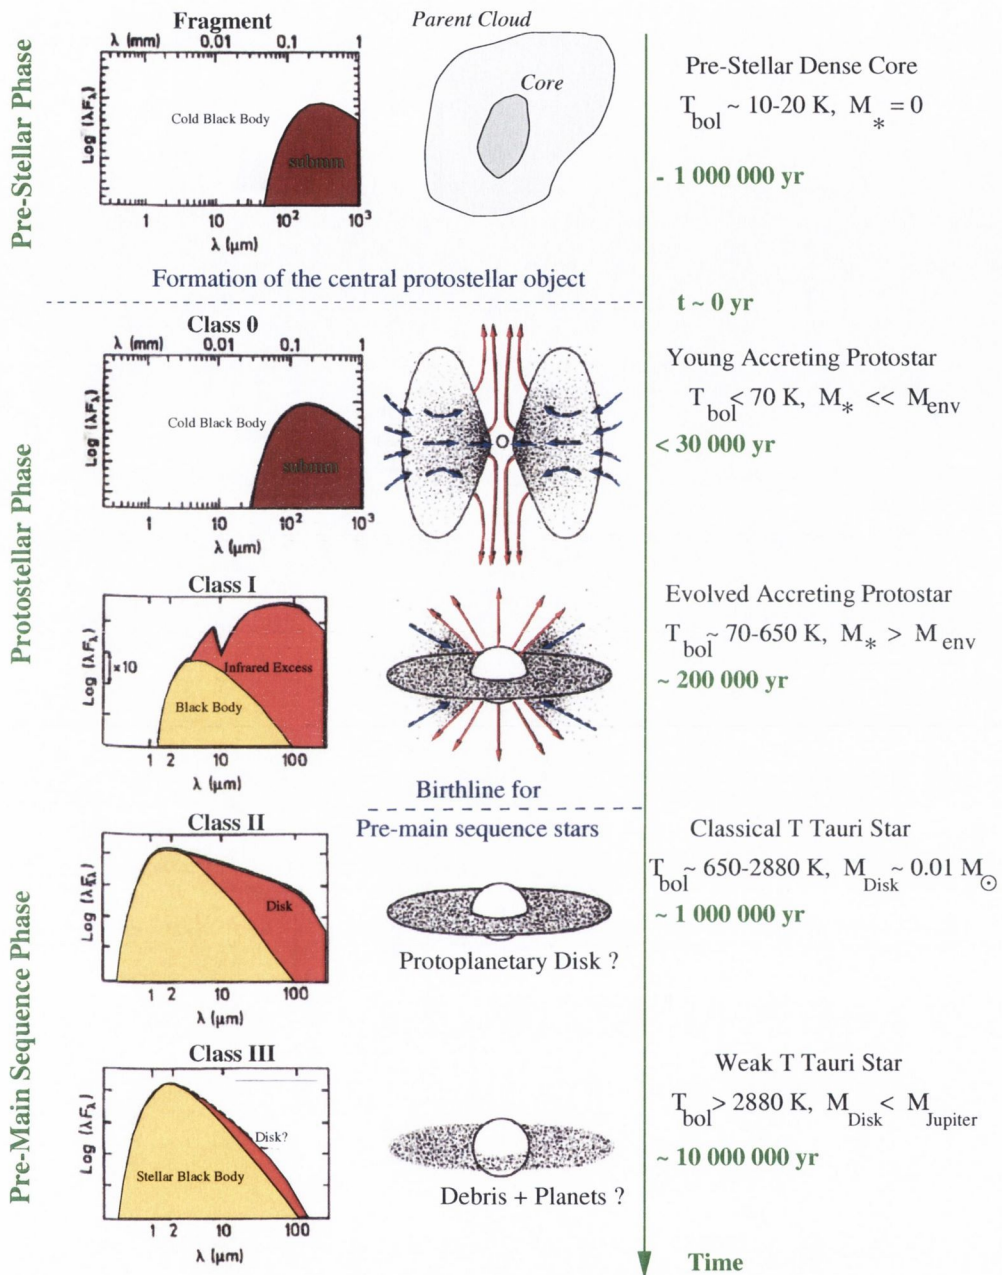 Pre-Stellar Phase
Fragment
λ (mm) 0.01 0.1 1
Log (λFλ)
Cold Black Body
submm
1 10² 10³
λ (μm)
Parent Cloud
Core
Pre-Stellar Dense Core
T_bol ~ 10-20 K, M_* = 0
- 1 000 000 yr
Formation of the central protostellar object
t ~ 0 yr
Protostellar Phase
Class 0
λ (mm) 0.01 0.1 1
Log (λFλ)
Cold Black Body
submm
1 10² 10³
λ (μm)
Young Accreting Protostar
T_bol < 70 K, M_* << M_env
< 30 000 yr
Class I
Log (λFλ)
×10
Infrared Excess
Black Body
1 2 10 100
λ (μm)
Evolved Accreting Protostar
T_bol ~ 70-650 K, M_* > M_env
~ 200 000 yr
Birthline for
Pre-main sequence stars
Pre-Main Sequence Phase
Class II
Log (λFλ)
Disk
1 2 10 100
λ (μm)
Protoplanetary Disk ?
Classical T Tauri Star
T_bol ~ 650-2880 K, M_Disk ~ 0.01 M_⊙
~ 1 000 000 yr
Class III
Log (λFλ)
Disk?
Stellar Black Body
1 2 10 100
λ (μm)
Debris + Planets ?
Weak T Tauri Star
T_bol > 2880 K, M_Disk < M_Jupiter
~ 10 000 000 yr
Time